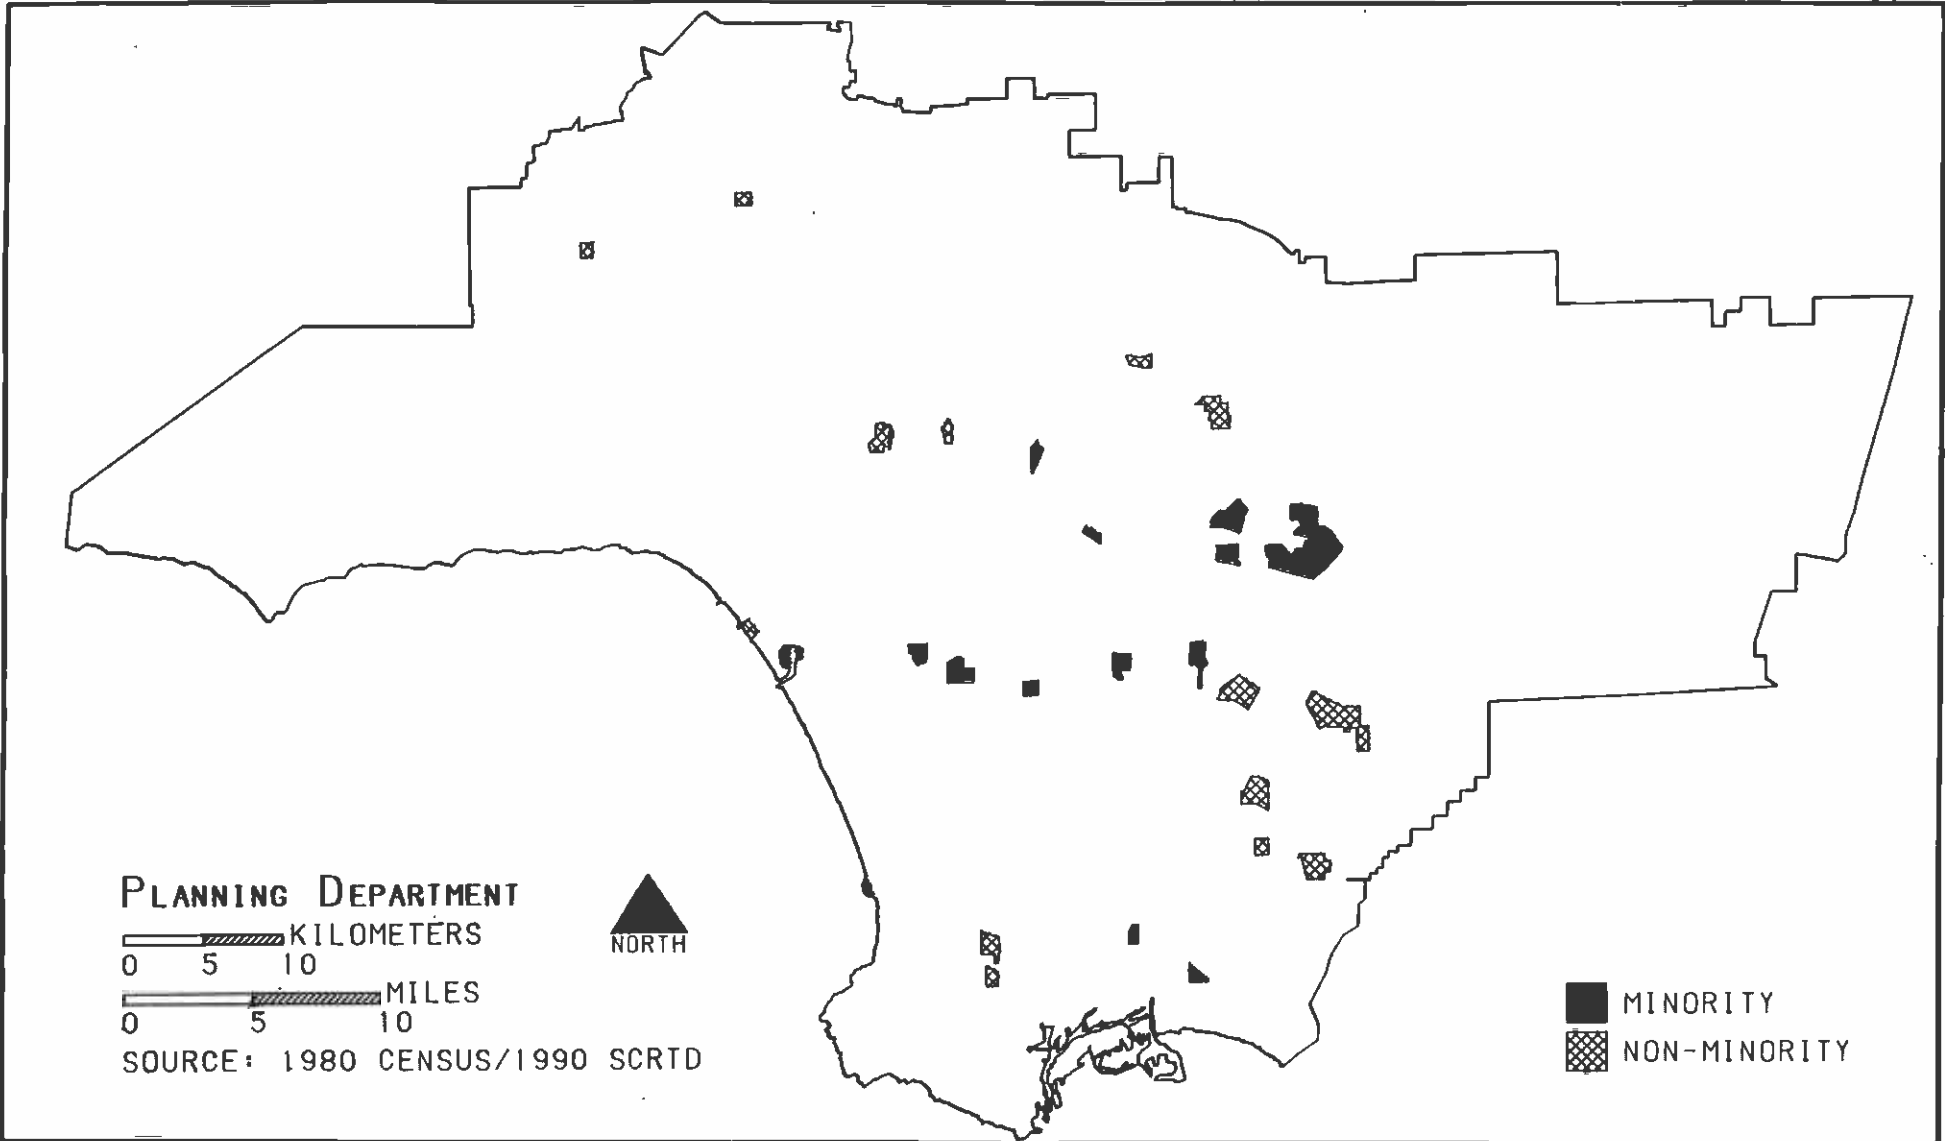 PLANNING DEPARTMENT
KILOMETERS
0 5 10
MILES
0 5 10
SOURCE: 1980 CENSUS/1990 SCRTD
NORTH
MINORITY
NON-MINORITY